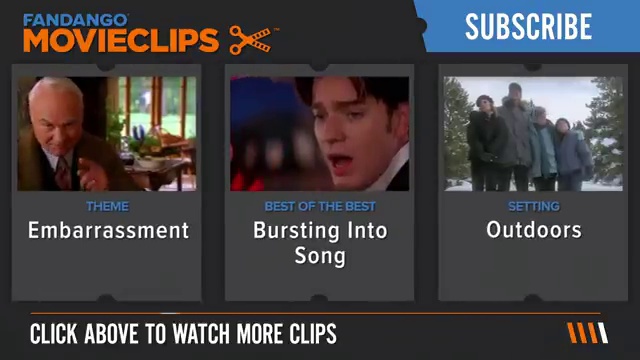 FANDANGO
MOVIECLIPS
SUBSCRIBE
THEME
Embarrassment
BEST OF THE BEST
Bursting Into
Song
SETTING
Outdoors
CLICK ABOVE TO WATCH MORE CLIPS